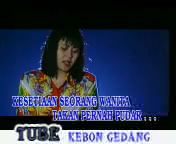 KESETIAAN SEORANG WANITA
TAKAN PERNAH PUDAR...
TUBE KEBON GEDANG